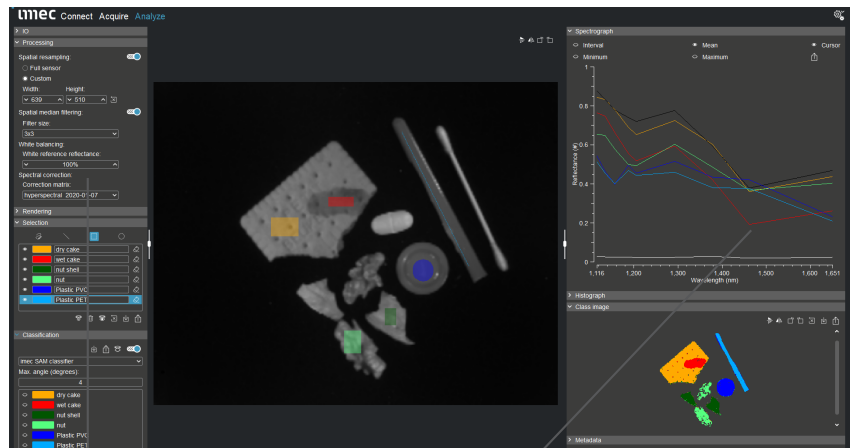 imec Connect Acquire Analyze
> IO
Processing
Spatial resampling:
Full sensor
Custom
Width: Height:
639 510
Spatial median filtering:
Filter size:
3x3
White balancing:
White reference reflectance:
100%
Spectral correction:
Correction matrix:
> Rendering
Selection
dry cake
wet cake
nut shell
nut
Plastic PVC
Plastic PET
Classification
imec SAM classifier
Max. angle (degrees):
4
dry cake
wet cake
nut shell
nut
Plastic PVC
Plastic PET
Spectrograph
Interval Mean Cursor
Minimum Maximum
1
0.8
0.6
0.4
0.2
0
Reflectance (#)
1,116 1,200 1,300 1,400 1,500 1,600 1,651
Wavelength (nm)
> Histogram
Class image
> Metadata